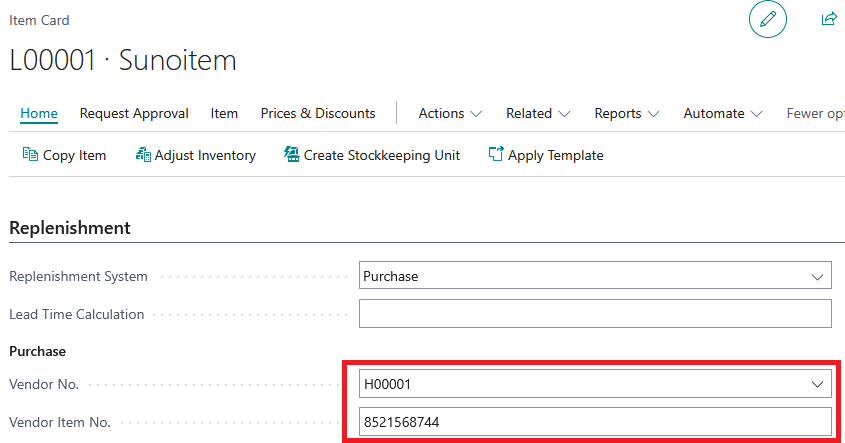 Item Card
L00001 · Sunoitem
Home Request Approval Item Prices & Discounts Actions Related Reports Automate Fewer opt
Copy Item Adjust Inventory Create Stockkeeping Unit Apply Template
Replenishment
Replenishment System Purchase
Lead Time Calculation
Purchase
Vendor No. H00001
Vendor Item No. 8521568744